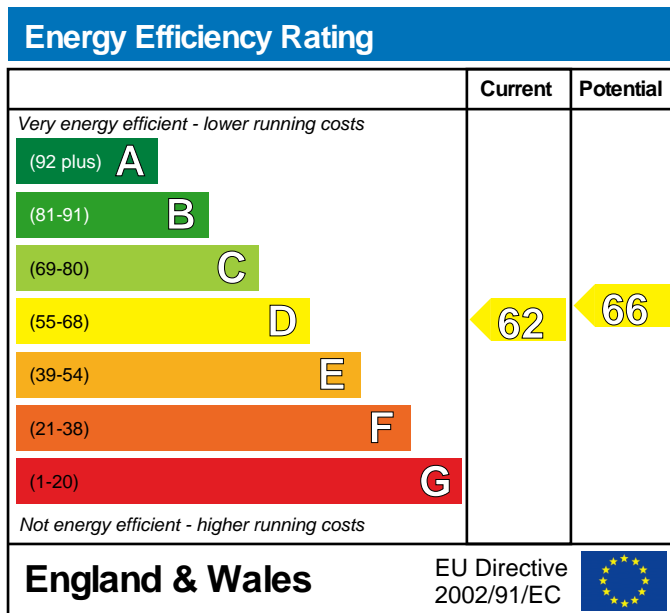 Energy Efficiency Rating
Current Potential
Very energy efficient - lower running costs
(92 plus) A
(81-91) B
(69-80) C
(55-68) D 62 66
(39-54) E
(21-38) F
(1-20) G
Not energy efficient - higher running costs
England & Wales
EU Directive
2002/91/EC